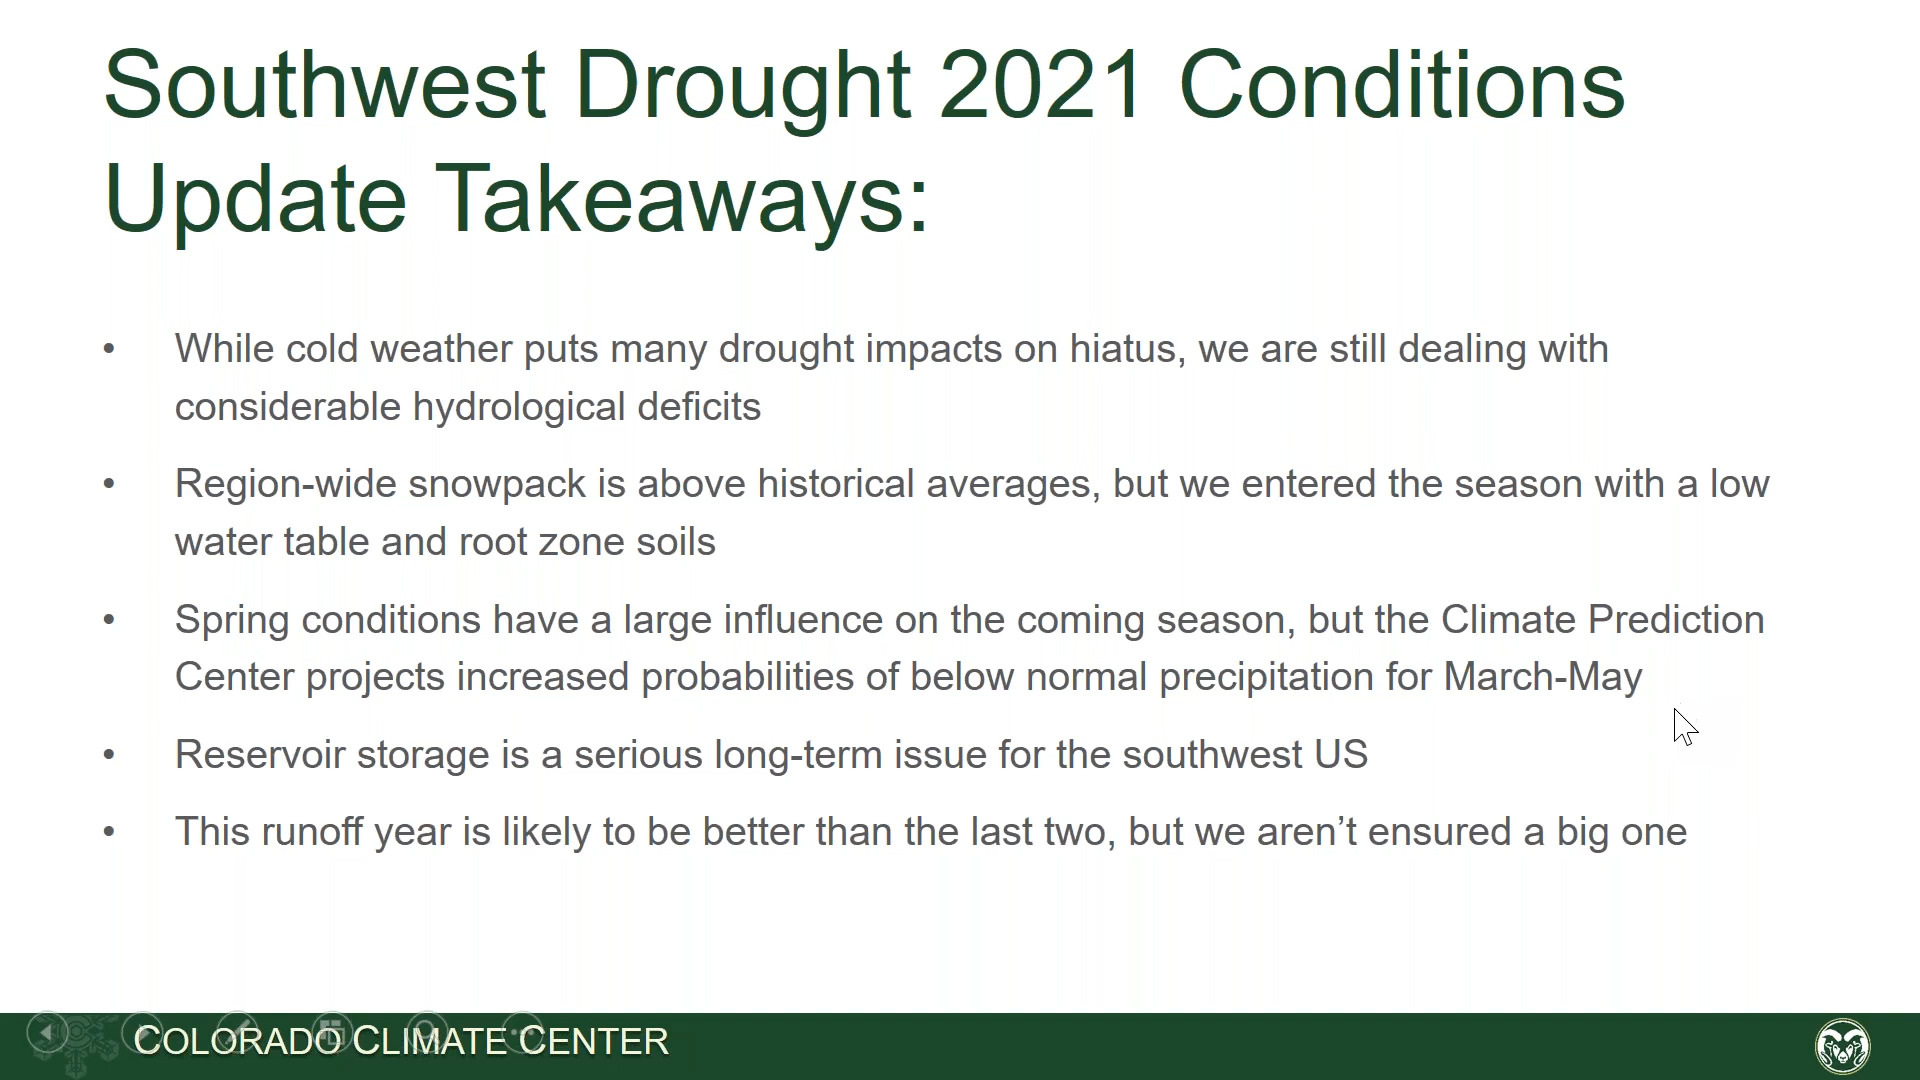 Southwest Drought 2021 Conditions
Update Takeaways:
• While cold weather puts many drought impacts on hiatus, we are still dealing with
considerable hydrological deficits
• Region-wide snowpack is above historical averages, but we entered the season with a low
water table and root zone soils
• Spring conditions have a large influence on the coming season, but the Climate Prediction
Center projects increased probabilities of below normal precipitation for March-May
• Reservoir storage is a serious long-term issue for the southwest US
• This runoff year is likely to be better than the last two, but we aren’t ensured a big one
COLORADO CLIMATE CENTER